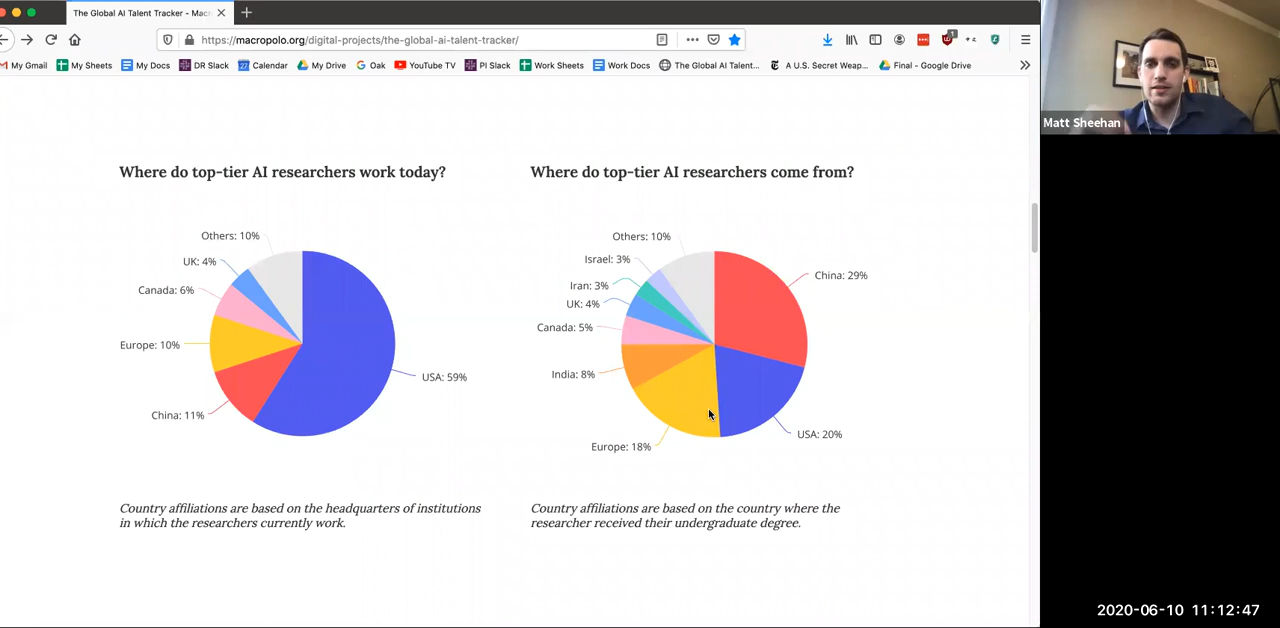 The Global AI Talent Tracker - Mac
https://macropolo.org/digital-projects/the-global-ai-talent-tracker/
My Gmail My Sheets My Docs DR Slack Calendar My Drive Oak YouTube TV PI Slack Work Sheets Work Docs The Global AI Talent... A U.S. Secret Weap... Final - Google Drive
Matt Sheehan
Where do top-tier AI researchers work today?
Others: 10%
UK: 4%
Canada: 6%
Europe: 10%
China: 11%
USA: 59%
Country affiliations are based on the headquarters of institutions
in which the researchers currently work.
Where do top-tier AI researchers come from?
Others: 10%
Israel: 3%
Iran: 3%
UK: 4%
Canada: 5%
India: 8%
Europe: 18%
China: 29%
USA: 20%
Country affiliations are based on the country where the
researcher received their undergraduate degree.
2020-06-10 11:12:47